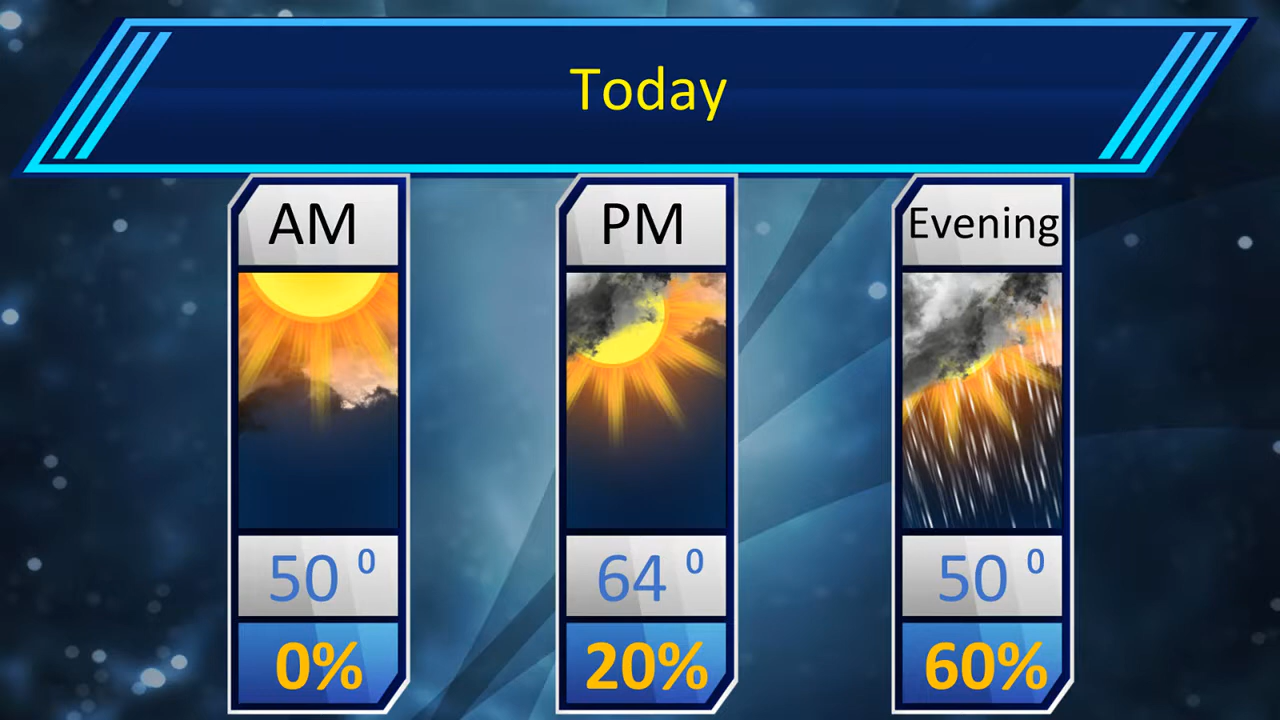 Today
AM
PM
Evening
50 ⁰
64 ⁰
50 ⁰
0%
20%
60%